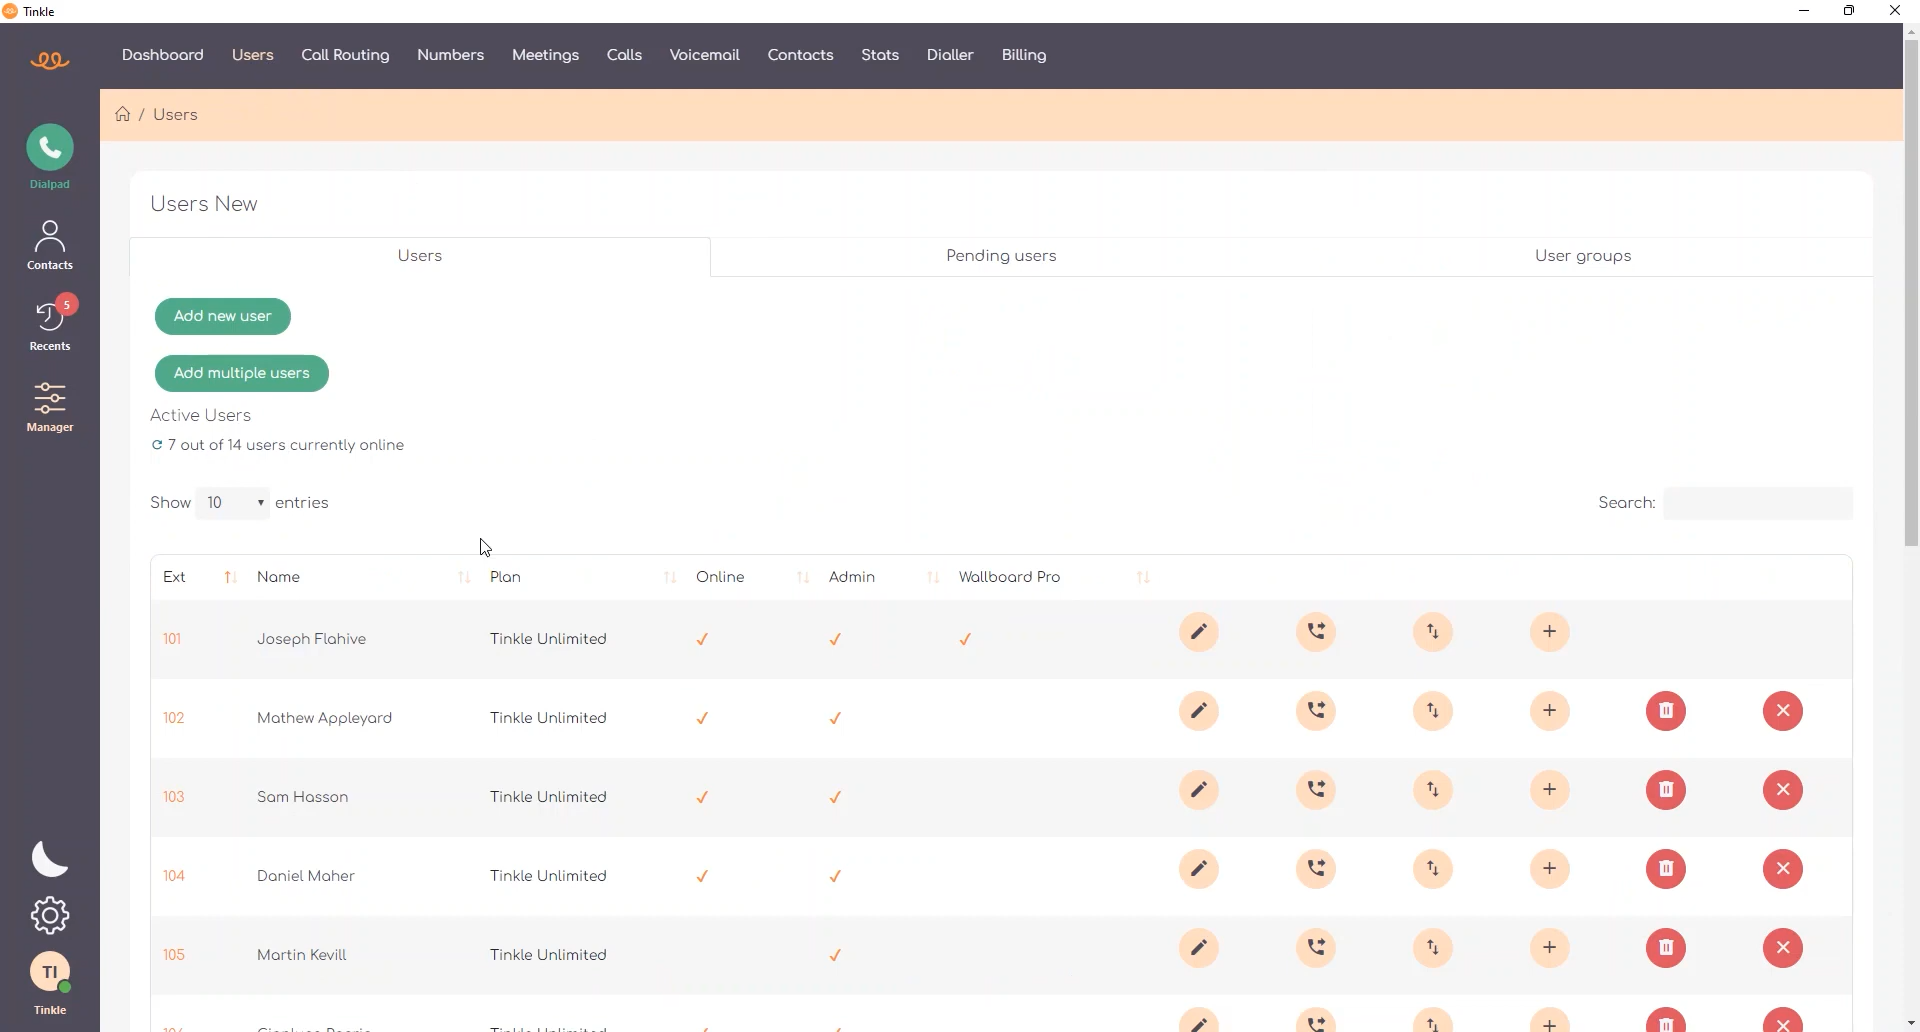 Tinkle
Dashboard Users Call Routing Numbers Meetings Calls Voicemail Contacts Stats Dialler Billing
/ Users
Dialpad
Contacts
5
Recents
Manager
Users New
Users Pending users User groups
Add new user
Add multiple users
Active Users
7 out of 14 users currently online
Show 10 entries Search:
Ext Name Plan Online Admin Wallboard Pro
101 Joseph Flahive Tinkle Unlimited
102 Mathew Appleyard Tinkle Unlimited
103 Sam Hasson Tinkle Unlimited
104 Daniel Maher Tinkle Unlimited
105 Martin Kevill Tinkle Unlimited
TI
Tinkle